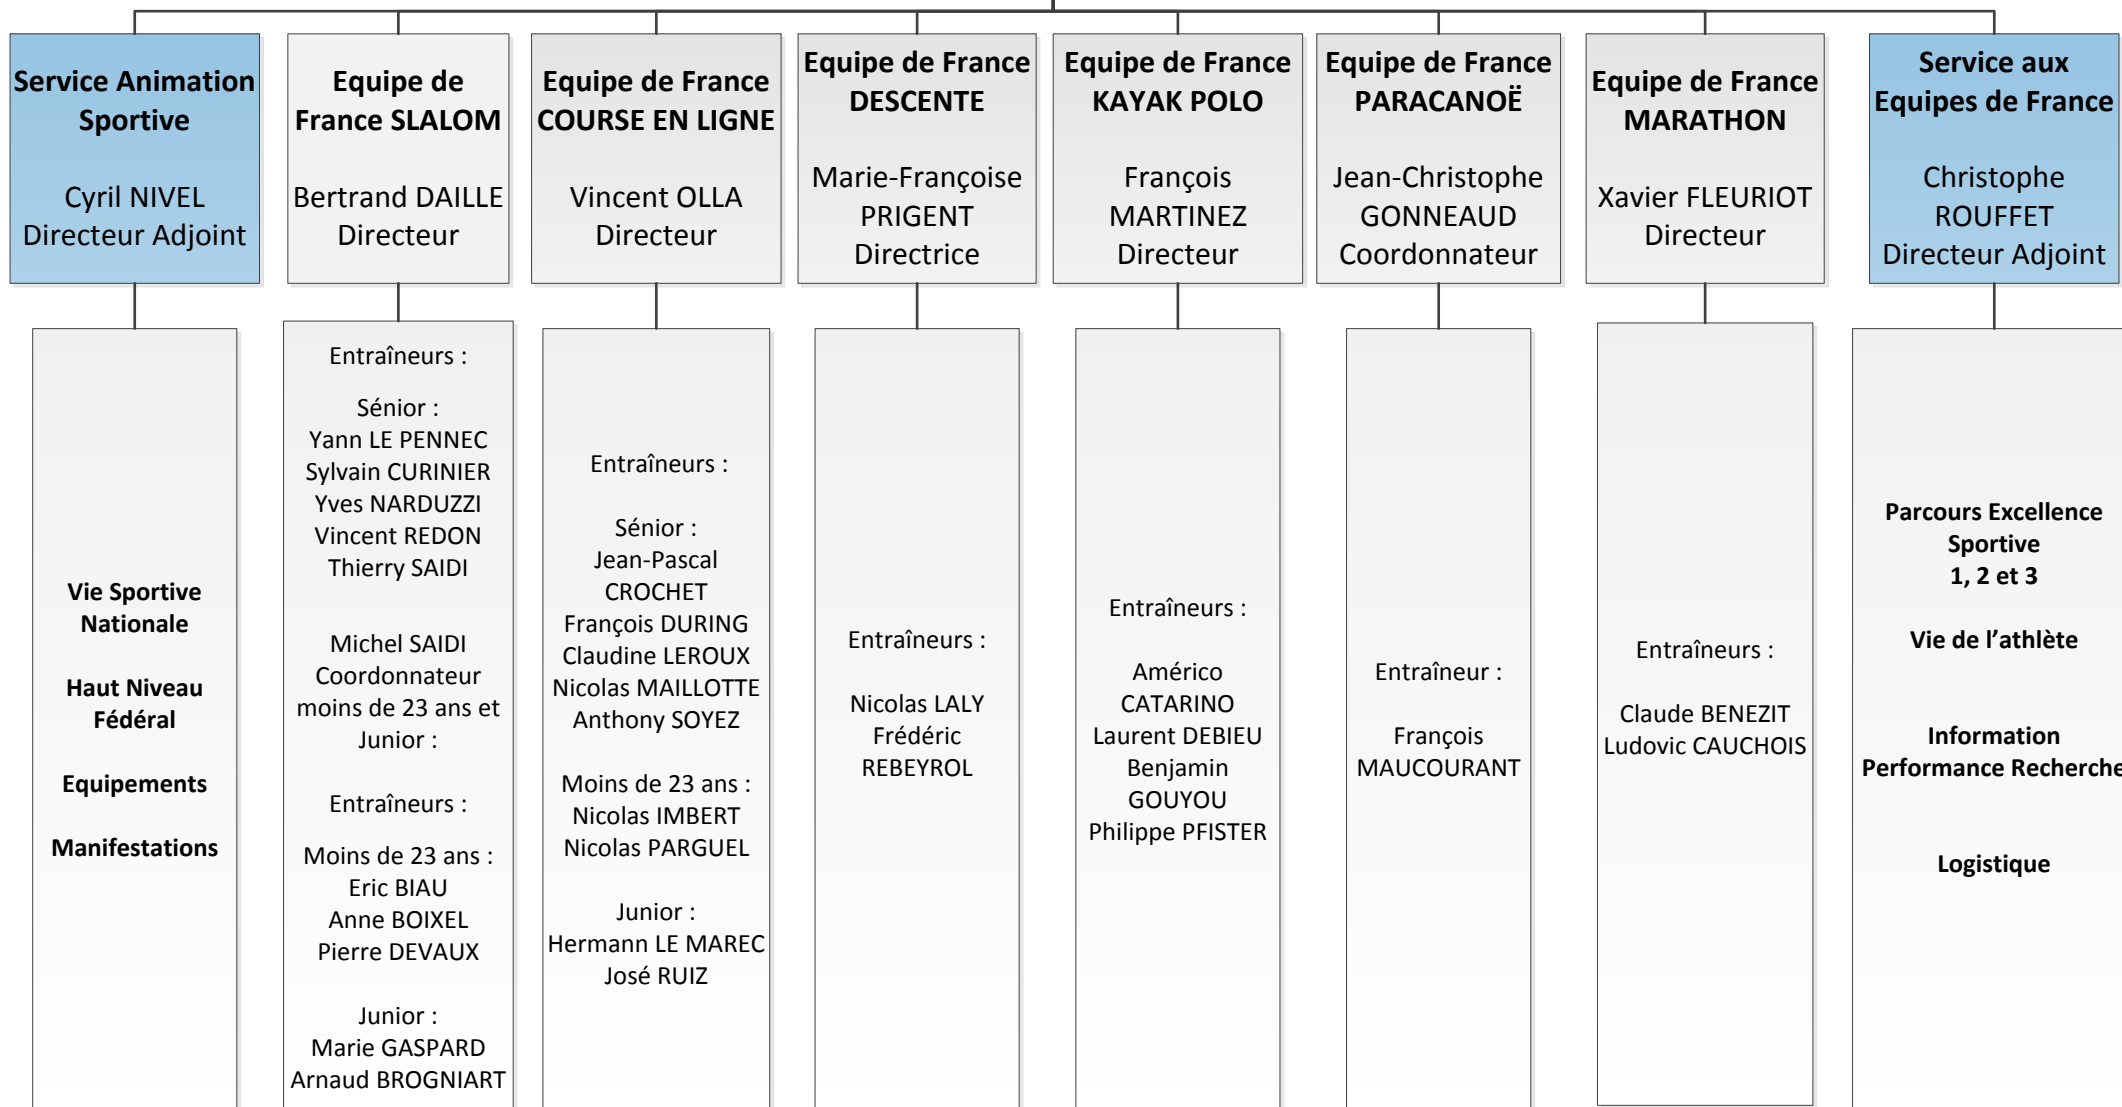 Service Animation
Sportive
Cyril NIVEL
Directeur Adjoint
Equipe de
France SLALOM
Bertrand DAILLE
Directeur
Equipe de France
COURSE EN LIGNE
Vincent OLLA
Directeur
Equipe de France
DESCENTE
Marie-Françoise
PRIGENT
Directrice
Equipe de France
KAYAK POLO
François
MARTINEZ
Directeur
Equipe de France
PARACANOË
Jean-Christophe
GONNEAUD
Coordonnateur
Equipe de France
MARATHON
Xavier FLEURIOT
Directeur
Service aux
Equipes de France
Christophe
ROUFFET
Directeur Adjoint
Vie Sportive
Nationale
Haut Niveau
Fédéral
Equipements
Manifestations
Entraîneurs :
Sénior :
Yann LE PENNEC
Sylvain CURINIER
Yves NARDUZZI
Vincent REDON
Thierry SAIDI
Michel SAIDI
Coordonnateur
moins de 23 ans et
Junior :
Entraîneurs :
Moins de 23 ans :
Eric BIAU
Anne BOIXEL
Pierre DEVAUX
Junior :
Marie GASPARD
Arnaud BROGNIART
Entraîneurs :
Sénior :
Jean-Pascal
CROCHET
François DURING
Claudine LEROUX
Nicolas MAILLOTTE
Anthony SOYEZ
Moins de 23 ans :
Nicolas IMBERT
Nicolas PARGUEL
Junior :
Hermann LE MAREC
José RUIZ
Entraîneurs :
Nicolas LALY
Frédéric
REBEYROL
Entraîneurs :
Américo
CATARINO
Laurent DEBIEU
Benjamin
GOUYOU
Philippe PFISTER
Entraîneur :
François
MAUCOURANT
Entraîneurs :
Claude BENEZIT
Ludovic CAUCHOIS
Parcours Excellence
Sportive
1, 2 et 3
Vie de l’athlète
Information
Performance Recherche
Logistique